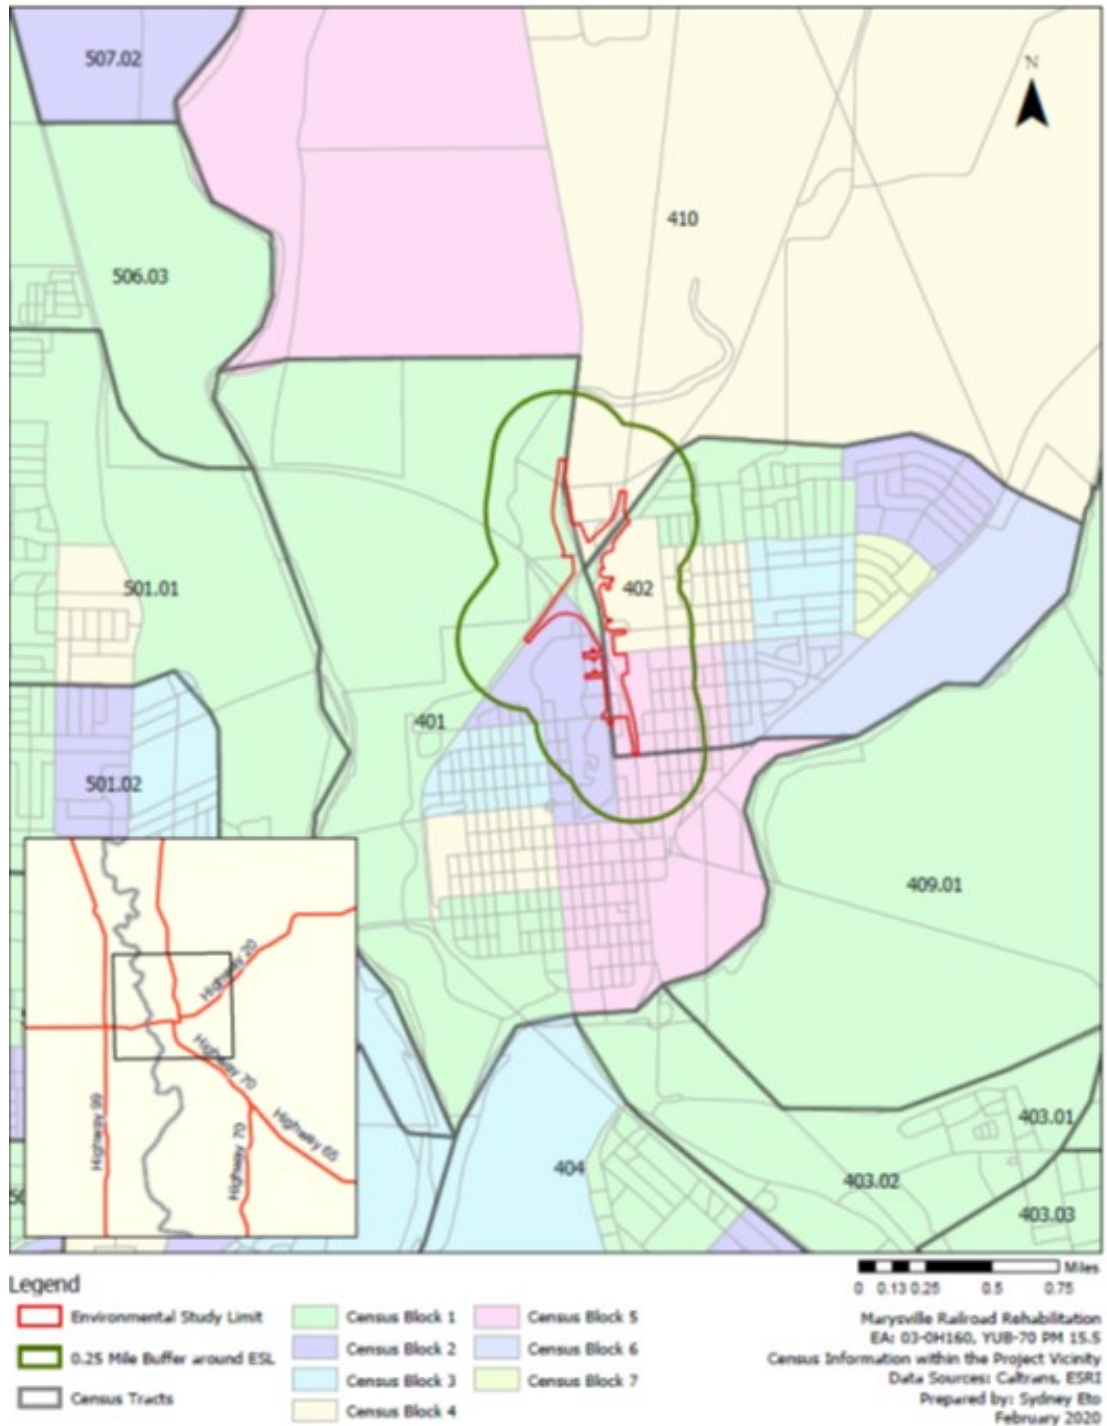 507.02
N
410
506.03
402
501.01
401
501.02
409.01
Highway 20
Highway 70
Highway 99
Highway 70
Highway 65
403.01
404
403.02
403.03
Legend
Environmental Study Limit
0.25 Mile Buffer around ESL
Census Tracts
Census Block 1
Census Block 2
Census Block 3
Census Block 4
Census Block 5
Census Block 6
Census Block 7
Miles
0 0.13 0.25 0.5 0.75
Marysville Railroad Rehabilitation
EA: 03-0H160, YUB-70 PM 15.5
Census Information within the Project Vicinity
Data Sources: Caltrans, ESRI
Prepared by: Sydney Eto
February 2020